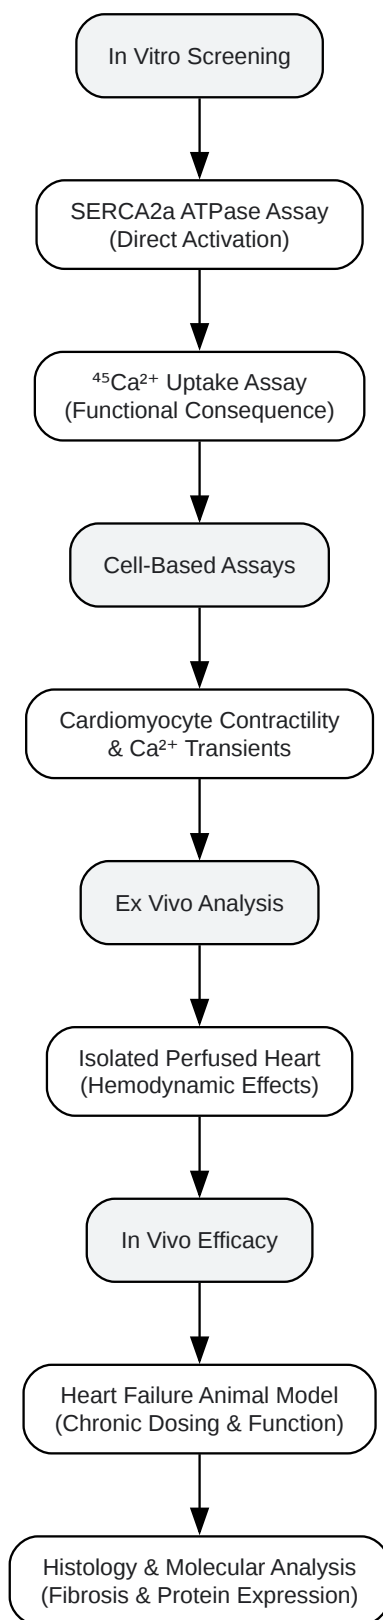 In Vitro Screening
SERCA2a ATPase Assay
(Direct Activation)
⁴⁵Ca²⁺ Uptake Assay
(Functional Consequence)
Cell-Based Assays
Cardiomyocyte Contractility
& Ca²⁺ Transients
Ex Vivo Analysis
Isolated Perfused Heart
(Hemodynamic Effects)
In Vivo Efficacy
Heart Failure Animal Model
(Chronic Dosing & Function)
Histology & Molecular Analysis
(Fibrosis & Protein Expression)